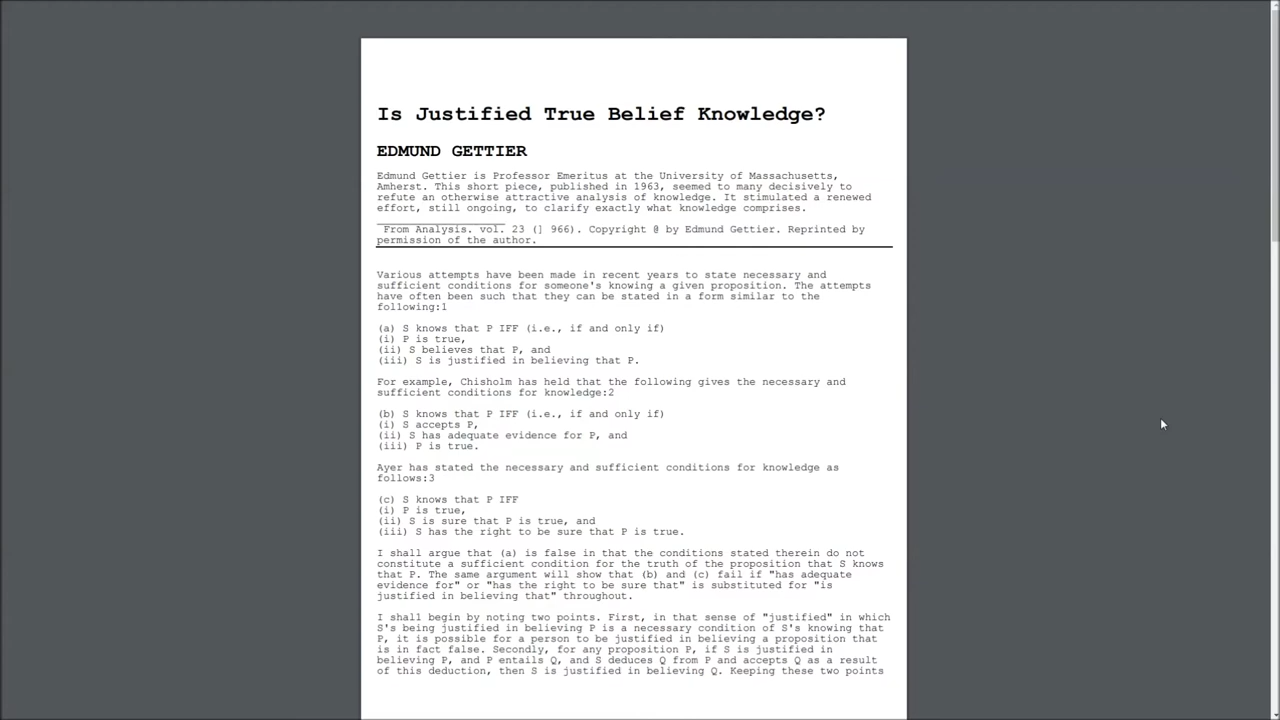 Is Justified True Belief Knowledge?
EDMUND GETTIER
Edmund Gettier is Professor Emeritus at the University of Massachusetts,
Amherst. This short piece, published in 1963, seemed to many decisively to
refute an otherwise attractive analysis of knowledge. It stimulated a renewed
effort, still ongoing, to clarify exactly what knowledge comprises.
From Analysis. vol. 23 (] 966). Copyright @ by Edmund Gettier. Reprinted by
permission of the author.
Various attempts have been made in recent years to state necessary and
sufficient conditions for someone's knowing a given proposition. The attempts
have often been such that they can be stated in a form similar to the
following:1
(a) S knows that P IFF (i.e., if and only if)
(i) P is true,
(ii) S believes that P, and
(iii) S is justified in believing that P.
For example, Chisholm has held that the following gives the necessary and
sufficient conditions for knowledge:2
(b) S knows that P IFF (i.e., if and only if)
(i) S accepts P,
(ii) S has adequate evidence for P, and
(iii) P is true.
Ayer has stated the necessary and sufficient conditions for knowledge as
follows:3
(c) S knows that P IFF
(i) P is true,
(ii) S is sure that P is true, and
(iii) S has the right to be sure that P is true.
I shall argue that (a) is false in that the conditions stated therein do not
constitute a sufficient condition for the truth of the proposition that S knows
that P. The same argument will show that (b) and (c) fail if "has adequate
evidence for" or "has the right to be sure that" is substituted for "is
justified in believing that" throughout.
I shall begin by noting two points. First, in that sense of "justified" in which
S's being justified in believing P is a necessary condition of S's knowing that
P, it is possible for a person to be justified in believing a proposition that
is in fact false. Secondly, for any proposition P, if S is justified in
believing P, and P entails Q, and S deduces Q from P and accepts Q as a result
of this deduction, then S is justified in believing Q. Keeping these two points